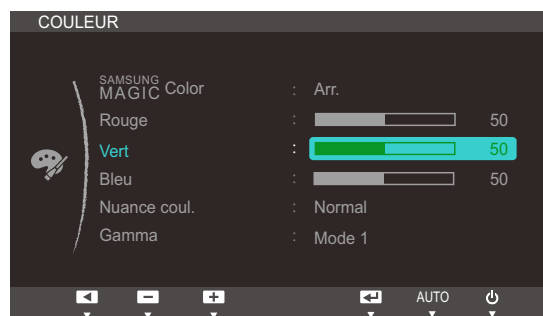 COULEUR
SAMSUNG
MAGIC Color : Arr.
Rouge : 50
Vert : 50
Bleu : 50
Nuance coul. : Normal
Gamma : Mode 1
AUTO